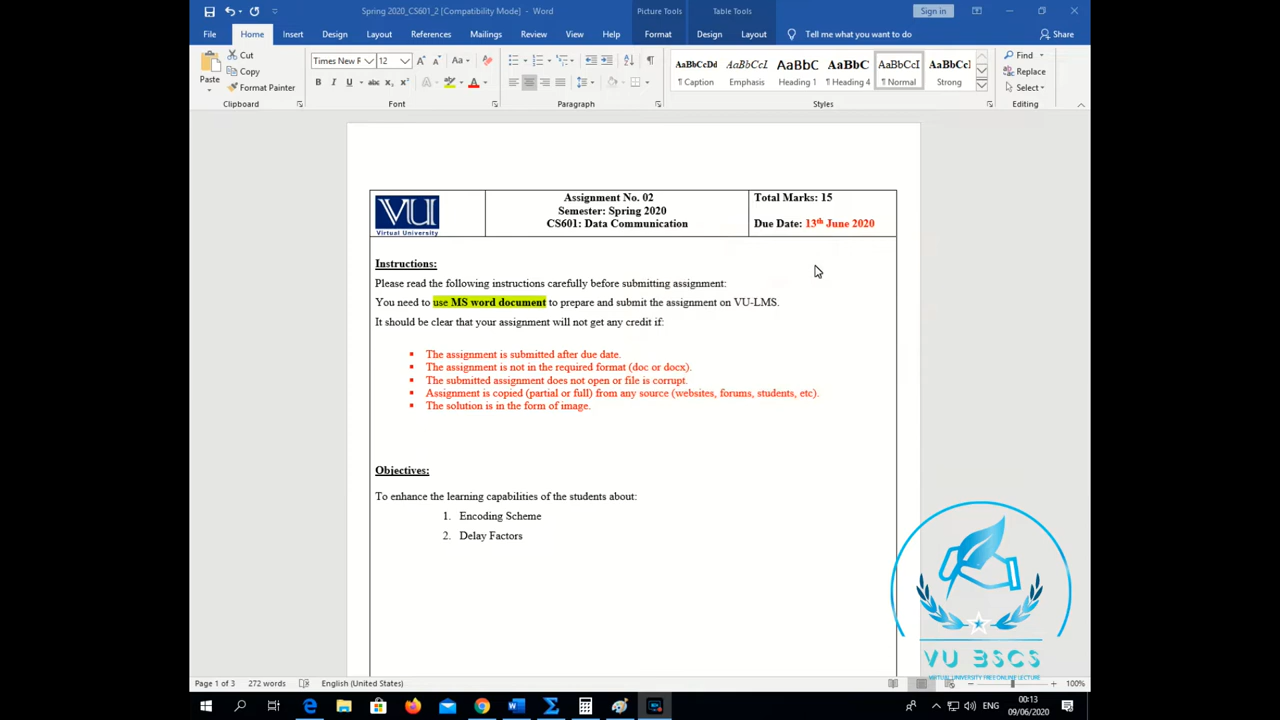 Spring 2020_CS601_2 [Compatibility Mode] - Word
Picture Tools
Table Tools
Sign in
File
Home
Insert
Design
Layout
References
Mailings
Review
View
Help
Format
Design
Layout
Tell me what you want to do
Share
Paste
Cut
Copy
Format Painter
Times New R
12
AaBbCcDd
AaBbCcL
AaBbC
AaBbC
AaBbCcI
AaBbCc
¶ Caption
Emphasis
Heading 1
¶ Heading 4
¶ Normal
Strong
Find
Replace
Select
Clipboard
Font
Paragraph
Styles
Editing
VU
Virtual University
Assignment No. 02
Semester: Spring 2020
CS601: Data Communication
Total Marks: 15
Due Date: 13th June 2020
Instructions:
Please read the following instructions carefully before submitting assignment:
You need to use MS word document to prepare and submit the assignment on VU-LMS.
It should be clear that your assignment will not get any credit if:
▪ The assignment is submitted after due date.
▪ The assignment is not in the required format (doc or docx).
▪ The submitted assignment does not open or file is corrupt.
▪ Assignment is copied (partial or full) from any source (websites, forums, students, etc).
▪ The solution is in the form of image.
Objectives:
To enhance the learning capabilities of the students about:
1. Encoding Scheme
2. Delay Factors
VU BSCS
VIRTUAL UNIVERSITY FREE ONLINE LECTURE
Page 1 of 3
272 words
English (United States)
100%
ENG
00:13
09/06/2020